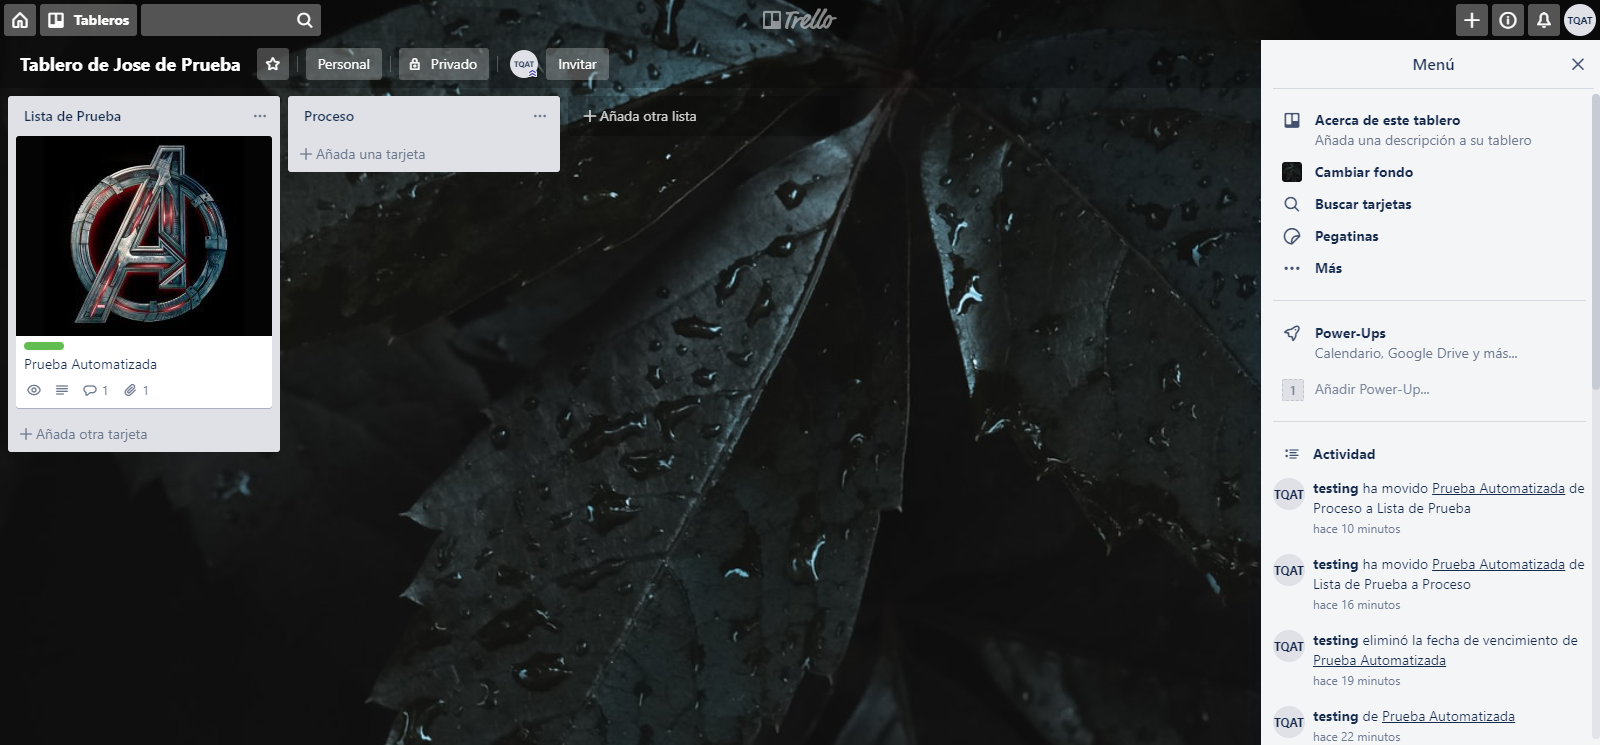 Tableros
Trello
TQAT
Tablero de Jose de Prueba
Personal
Privado
TQAT
Invitar
Lista de Prueba
Prueba Automatizada
1
1
Añada otra tarjeta
Proceso
Añada una tarjeta
Añada otra lista
Menú
Acerca de este tablero
Añada una descripción a su tablero
Cambiar fondo
Buscar tarjetas
Pegatinas
Más
Power-Ups
Calendario, Google Drive y más...
1 Añadir Power-Up...
Actividad
TQAT
testing ha movido Prueba Automatizada de
Proceso a Lista de Prueba
hace 10 minutos
TQAT
testing ha movido Prueba Automatizada de
Lista de Prueba a Proceso
hace 16 minutos
TQAT
testing eliminó la fecha de vencimiento de
Prueba Automatizada
hace 19 minutos
TQAT
testing de Prueba Automatizada
hace 22 minutos